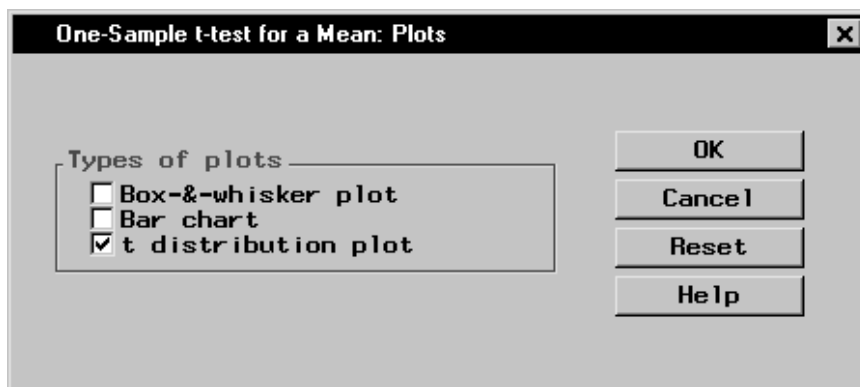 One-Sample t-test for a Mean: Plots
Types of plots
Box-&-whisker plot
Bar chart
t distribution plot
OK
Cancel
Reset
Help